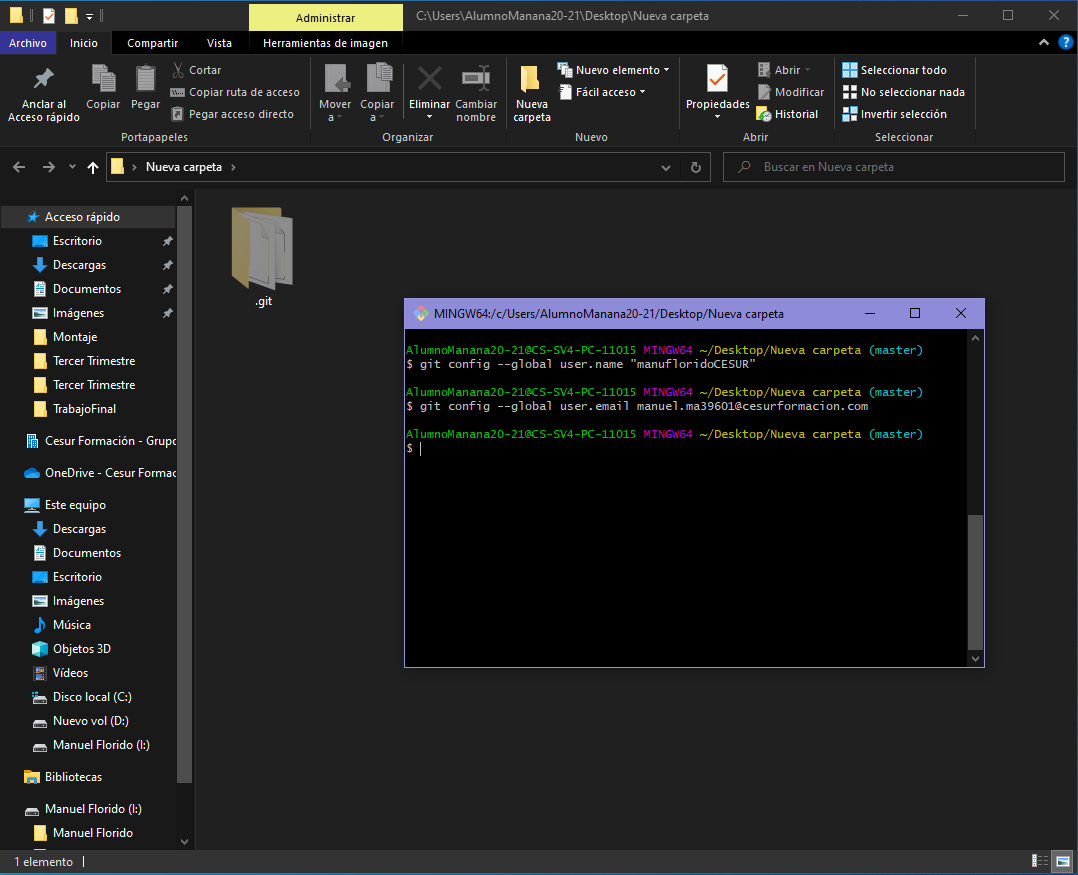 Administrar
C:\Users\AlumnoManana20-21\Desktop\Nueva carpeta
Archivo
Inicio
Compartir
Vista
Herramientas de imagen
Anclar al
Acceso rápido
Copiar
Pegar
Cortar
Copiar ruta de acceso
Pegar acceso directo
Portapapeles
Mover
a
Copiar
a
Eliminar
Cambiar
nombre
Organizar
Nueva
carpeta
Nuevo elemento
Fácil acceso
Nuevo
Propiedades
Abrir
Modificar
Historial
Abrir
Seleccionar todo
No seleccionar nada
Invertir selección
Seleccionar
Nueva carpeta
Buscar en Nueva carpeta
Acceso rápido
Escritorio
Descargas
Documentos
Imágenes
Montaje
Tercer Trimestre
Tercer Trimestre
TrabajoFinal
Cesur Formación - Grupo
OneDrive - Cesur Formac
Este equipo
Descargas
Documentos
Escritorio
Imágenes
Música
Objetos 3D
Vídeos
Disco local (C:)
Nuevo vol (D:)
Manuel Florido (I:)
Bibliotecas
Manuel Florido (I:)
Manuel Florido
.git
MINGW64:/c/Users/AlumnoManana20-21/Desktop/Nueva carpeta
AlumnoManana20-21@CS-SV4-PC-11015 MINGW64 ~/Desktop/Nueva carpeta (master)
$ git config --global user.name "manufloridoCESUR"
AlumnoManana20-21@CS-SV4-PC-11015 MINGW64 ~/Desktop/Nueva carpeta (master)
$ git config --global user.email manuel.ma39601@cesurformacion.com
AlumnoManana20-21@CS-SV4-PC-11015 MINGW64 ~/Desktop/Nueva carpeta (master)
$
1 elemento